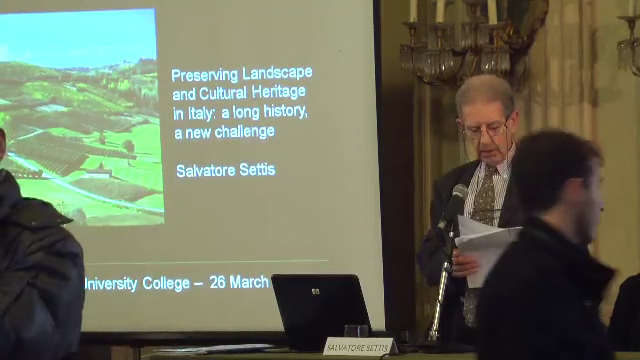 Preserving Landscape
and Cultural Heritage
in Italy: a long history,
a new challenge
Salvatore Settis
University College – 26 March
hp
SALVATORE SETTIS